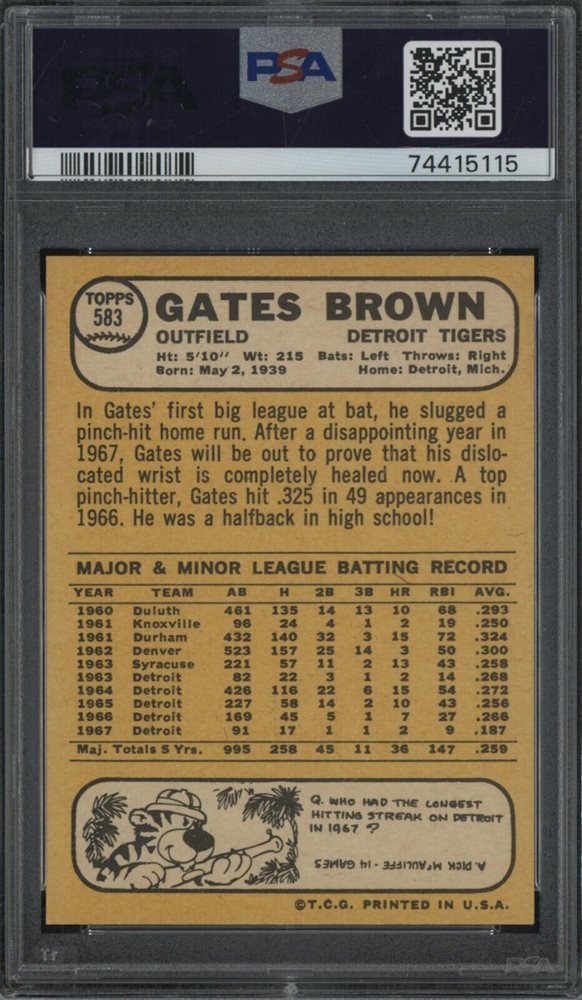 PSA
PSA
74415115
TOPPS
583
GATES BROWN
OUTFIELD DETROIT TIGERS
Ht: 5'10" Wt: 215 Bats: Left Throws: Right
Born: May 2, 1939 Home: Detroit, Mich.
In Gates' first big league at bat, he slugged a
pinch-hit home run. After a disappointing year in
1967, Gates will be out to prove that his dislo-
cated wrist is completely healed now. A top
pinch-hitter, Gates hit .325 in 49 appearances in
1966. He was a halfback in high school!
MAJOR & MINOR LEAGUE BATTING RECORD
YEAR TEAM AB H 2B 3B HR RBI AVG.
1960 Duluth 461 135 14 13 10 68 .293
1961 Knoxville 96 24 4 1 2 19 .250
1961 Durham 432 140 32 3 15 72 .324
1962 Denver 523 157 25 14 3 50 .300
1963 Syracuse 221 57 11 2 13 43 .258
1963 Detroit 82 22 3 1 2 14 .268
1964 Detroit 426 116 22 6 15 54 .272
1965 Detroit 227 58 14 2 10 43 .256
1966 Detroit 169 45 5 1 7 27 .266
1967 Detroit 91 17 1 1 2 9 .187
Maj. Totals 5 Yrs. 995 258 45 11 36 147 .259
Q. WHO HAD THE LONGEST
HITTING STREAK ON DETROIT
IN 1967 ?
A. DICK McAULIFFE - 14 GAMES
©T.C.G. PRINTED IN U.S.A.
PSA